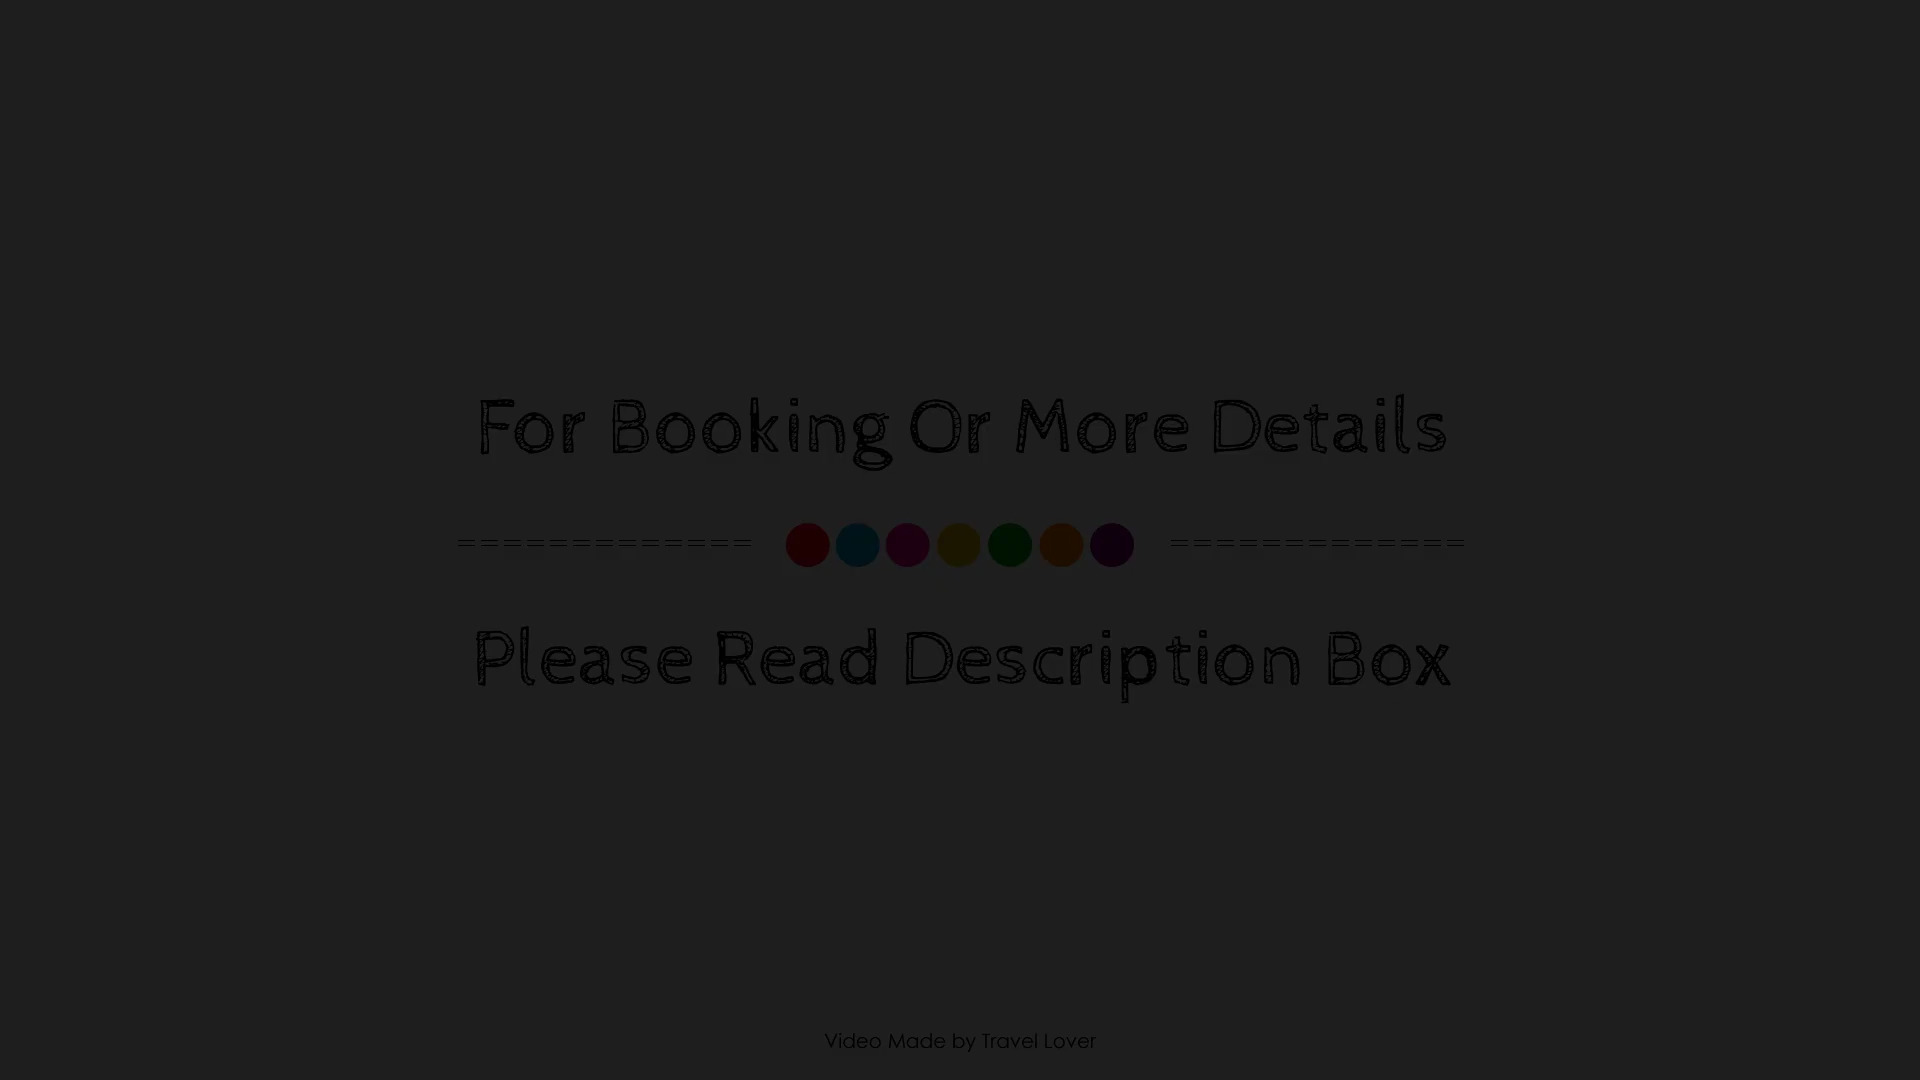 For Booking Or More Details
============= =============
Please Read Description Box
Video Made by Travel Lover